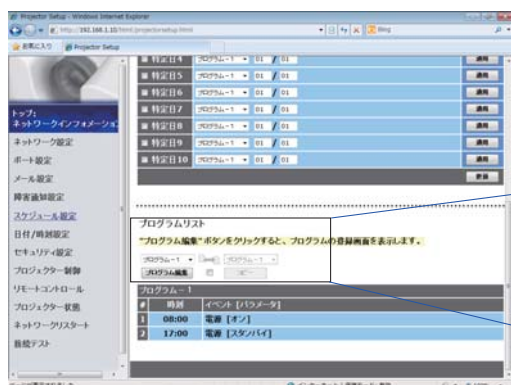 Projector Setup - Windows Internet Explorer
http://192.168.1.10/html/projectorsetup.html
Bing
お気に入り
Projector Setup
トップ:
ネットワークインフォメーション
ネットワーク設定
ポート設定
メール設定
障害通知設定
スケジュール設定
日付/時刻設定
セキュリティ設定
プロジェクター制御
リモートコントロール
プロジェクター状態
ネットワークリスタート
接続テスト
特定日4 プログラム-1 01 / 01 適用
特定日5 プログラム-1 01 / 01 適用
特定日6 プログラム-1 01 / 01 適用
特定日7 プログラム-1 01 / 01 適用
特定日8 プログラム-1 01 / 01 適用
特定日9 プログラム-1 01 / 01 適用
特定日10 プログラム-1 01 / 01 適用
更新
プログラムリスト
"プログラム編集" ボタンをクリックすると、プログラムの登録画面を表示します。
プログラム-1 プログラム-1
プログラム編集 コピー
プログラム-1
# 時刻 イベント [パラメータ]
1 08:00 電源 [オン]
2 17:00 電源 [スタンバイ]